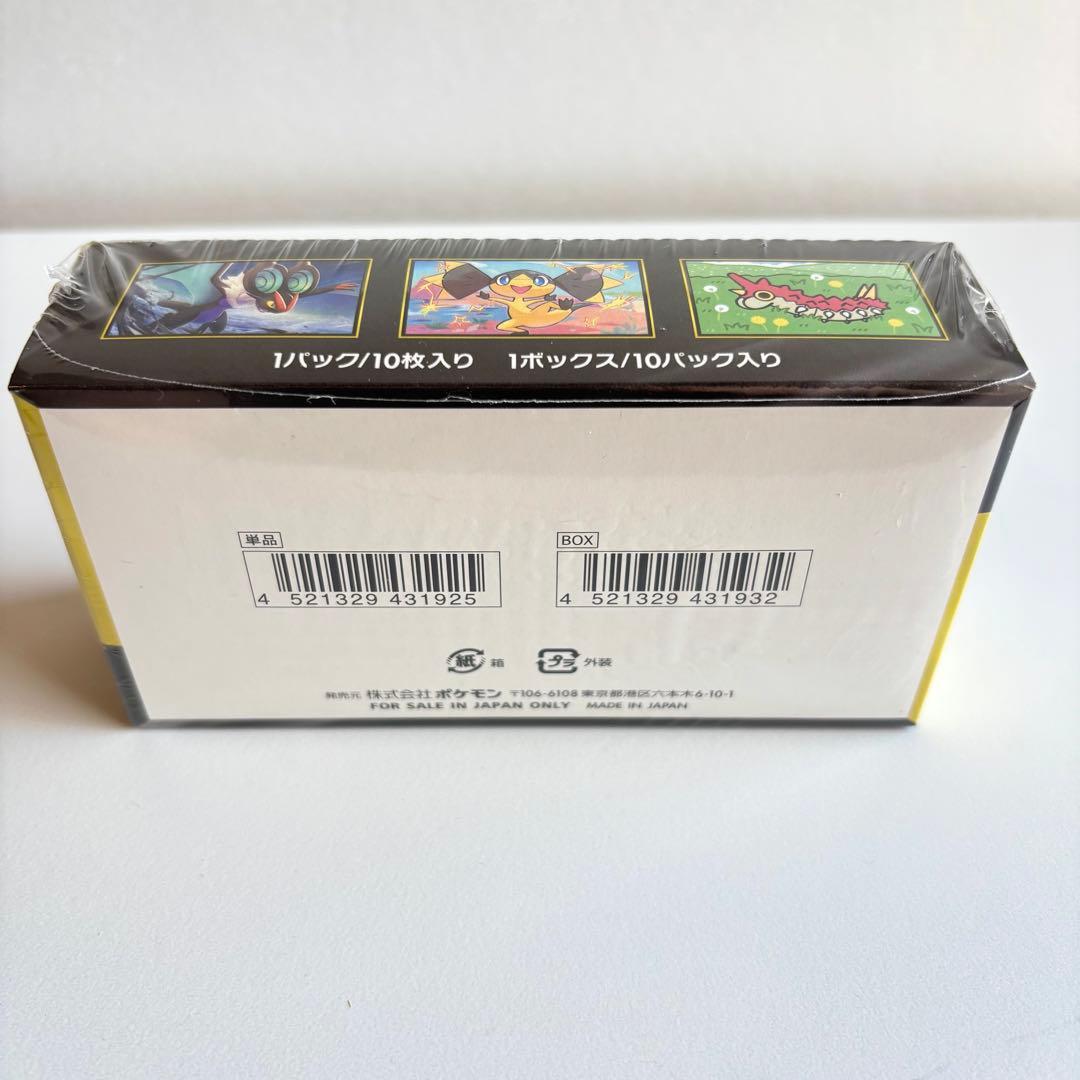 1パック/10枚入り 1ボックス/10パック入り
単品
4 521329 431925
BOX
4 521329 431932
紙 箱
プラ 外装
発売元 株式会社ポケモン 〒106-6108 東京都港区六本木6-10-1
FOR SALE IN JAPAN ONLY MADE IN JAPAN